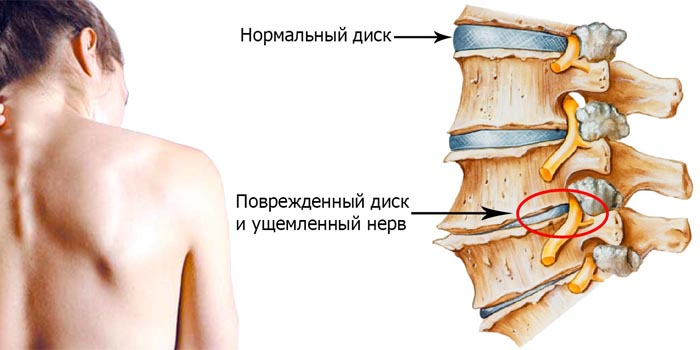 Нормальный диск
Поврежденный диск
и ущемленный нерв